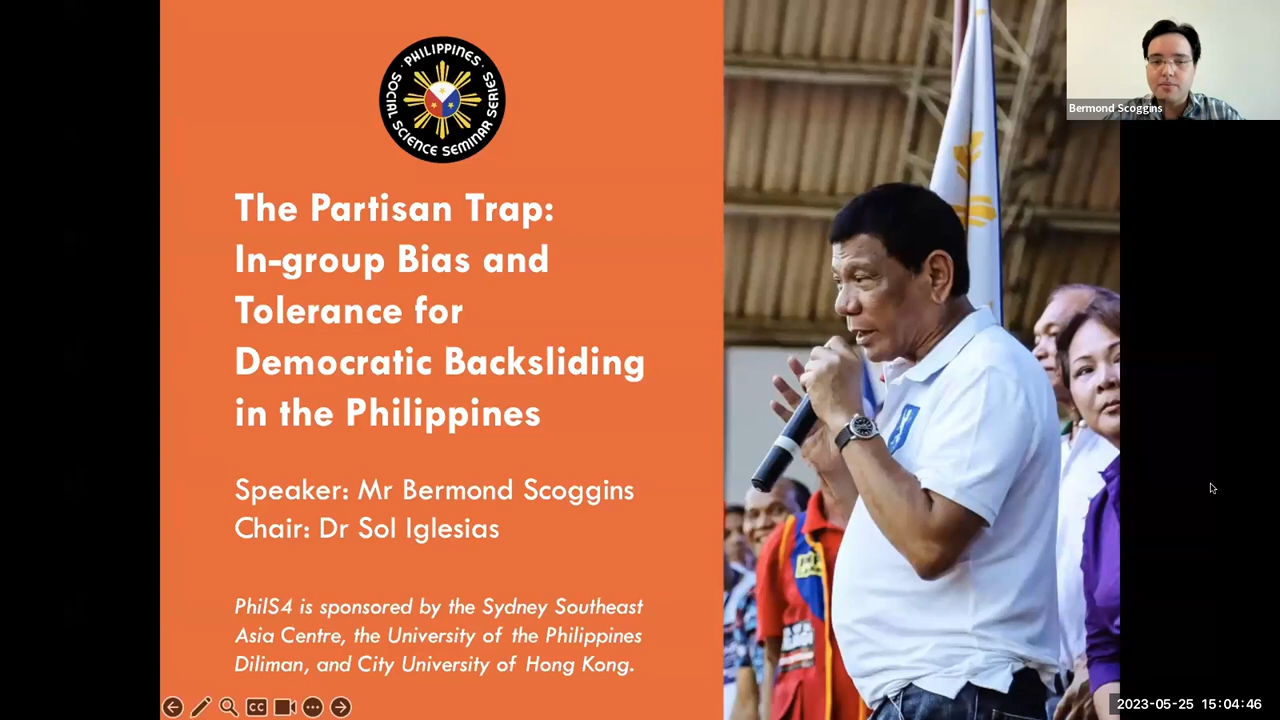 · PHILIPPINES ·
SOCIAL SCIENCE SEMINAR SERIES
The Partisan Trap:
In-group Bias and
Tolerance for
Democratic Backsliding
in the Philippines
Speaker: Mr Bermond Scoggins
Chair: Dr Sol Iglesias
PhilS4 is sponsored by the Sydney Southeast
Asia Centre, the University of the Philippines
Diliman, and City University of Hong Kong.
Bermond Scoggins
CC
2023-05-25 15:04:46